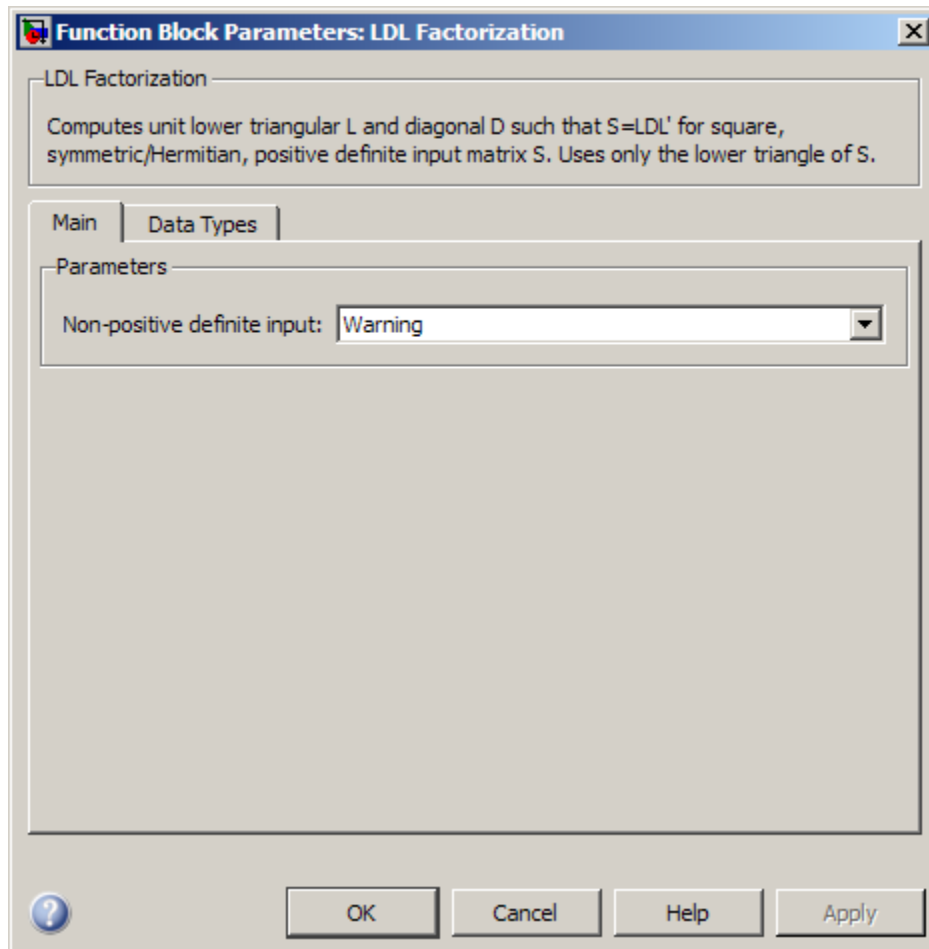 Function Block Parameters: LDL Factorization
LDL Factorization
Computes unit lower triangular L and diagonal D such that S=LDL' for square,
symmetric/Hermitian, positive definite input matrix S. Uses only the lower triangle of S.
Main Data Types
Parameters
Non-positive definite input: Warning
OK Cancel Help Apply